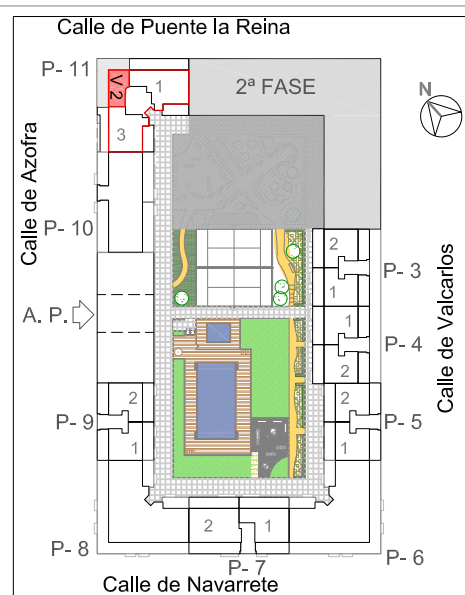 Calle de Puente la Reina
P- 11
V 2
1
2ª FASE
N
3
Calle de Azofra
P- 10
2
P- 3
1
Calle de Valcarlos
A. P.
1
P- 4
2
P- 9
2
1
2
P- 5
1
2
1
P- 8
P- 7
P- 6
Calle de Navarrete